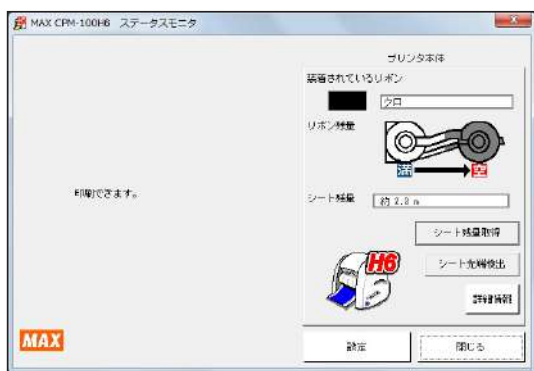 MAX CPM-100H6 ステータスモニタ
印刷できます。
MAX
プリンタ本体
装着されているリボン
クロ
リボン残量
満
空
シート残量
シート残量取得
シート先端検出
H6
詳細情報
設定
閉じる